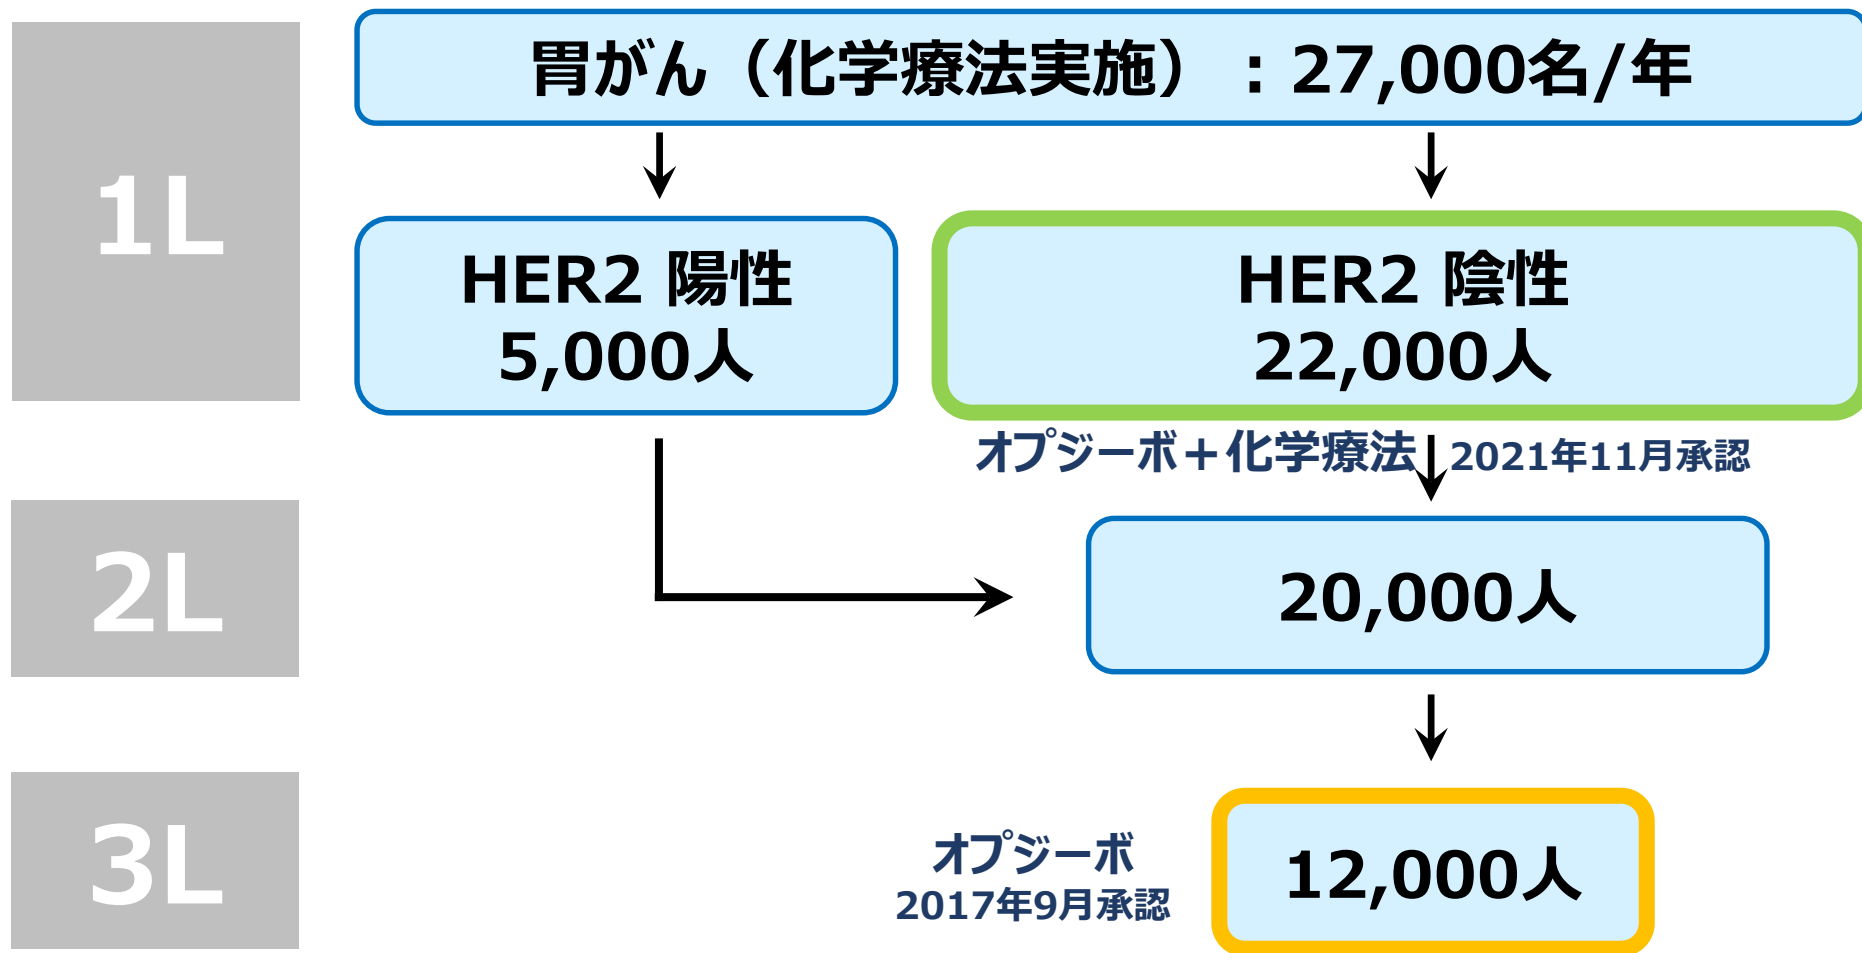 1L
胃がん（化学療法実施）：27,000名/年
HER2 陽性
5,000人
HER2 陰性
22,000人
オプジーボ＋化学療法 2021年11月承認
2L
20,000人
3L
オプジーボ
2017年9月承認
12,000人